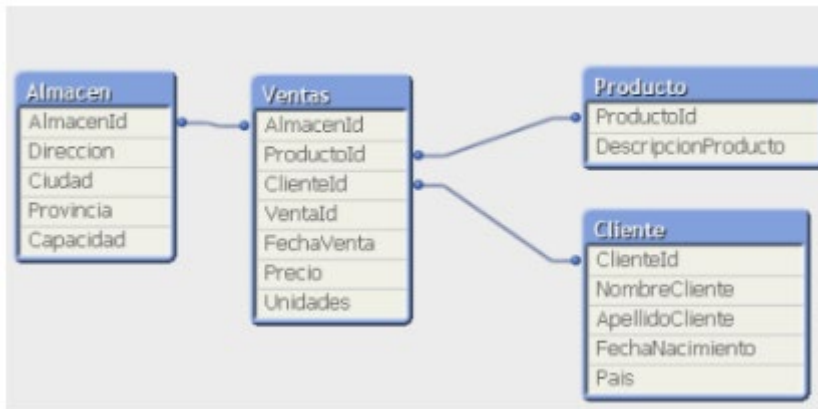 Almacen
AlmacenId
Direccion
Ciudad
Provincia
Capacidad
Ventas
AlmacenId
ProductoId
ClienteId
VentaId
FechaVenta
Precio
Unidades
Producto
ProductoId
DescripcionProducto
Cliente
ClienteId
NombreCliente
ApellidoCliente
FechaNacimiento
Pais